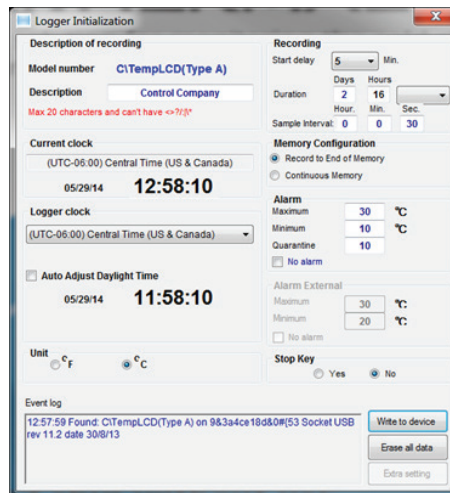 Logger Initialization
Description of recording
Model number C\TempLCD(Type A)
Description Control Company
Max 20 characters and can't have <>?/|\*
Current clock
(UTC-06:00) Central Time (US & Canada)
05/29/14 12:58:10
Logger clock
(UTC-06:00) Central Time (US & Canada)
Auto Adjust Daylight Time
05/29/14 11:58:10
Unit
°F °C
Recording
Start delay 5 Min.
Days Hours
Duration 2 16
Hour. Min. Sec.
Sample Interval: 0 0 30
Memory Configuration
Record to End of Memory
Continuous Memory
Alarm
Maximum 30 °C
Minimum 10 °C
Quarantine 10
No alarm
Alarm External
Maximum 30 °C
Minimum 20 °C
No alarm
Stop Key
Yes No
Event log
12:57:59 Found: C\TempLCD(Type A) on 9&3a4ce18d&0#{53 Socket USB
rev 11.2 date 30/8/13
Write to device
Erase all data
Extra setting